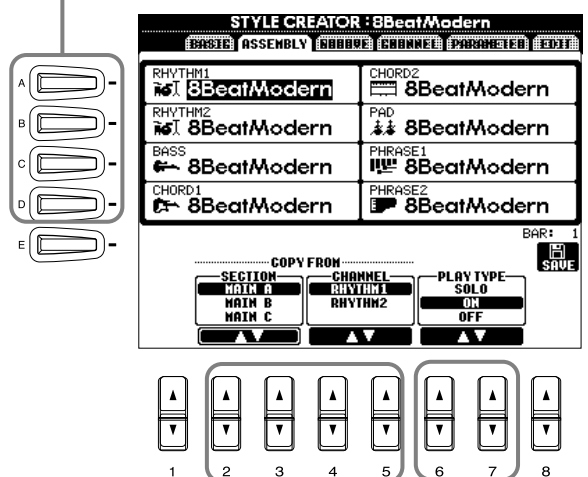 STYLE CREATOR : 8BeatModern
BASIC ASSEMBLY GROOVE CHANNEL PARAMETER EDIT
A
B
C
D
E
RHYTHM1
8BeatModern
CHORD2
8BeatModern
RHYTHM2
8BeatModern
PAD
8BeatModern
BASS
8BeatModern
PHRASE1
8BeatModern
CHORD1
8BeatModern
PHRASE2
8BeatModern
BAR: 1
SAVE
COPY FROM
SECTION
MAIN A
MAIN B
MAIN C
CHANNEL
RHYTHM1
RHYTHM2
PLAY TYPE
SOLO
ON
OFF
1 2 3 4 5 6 7 8